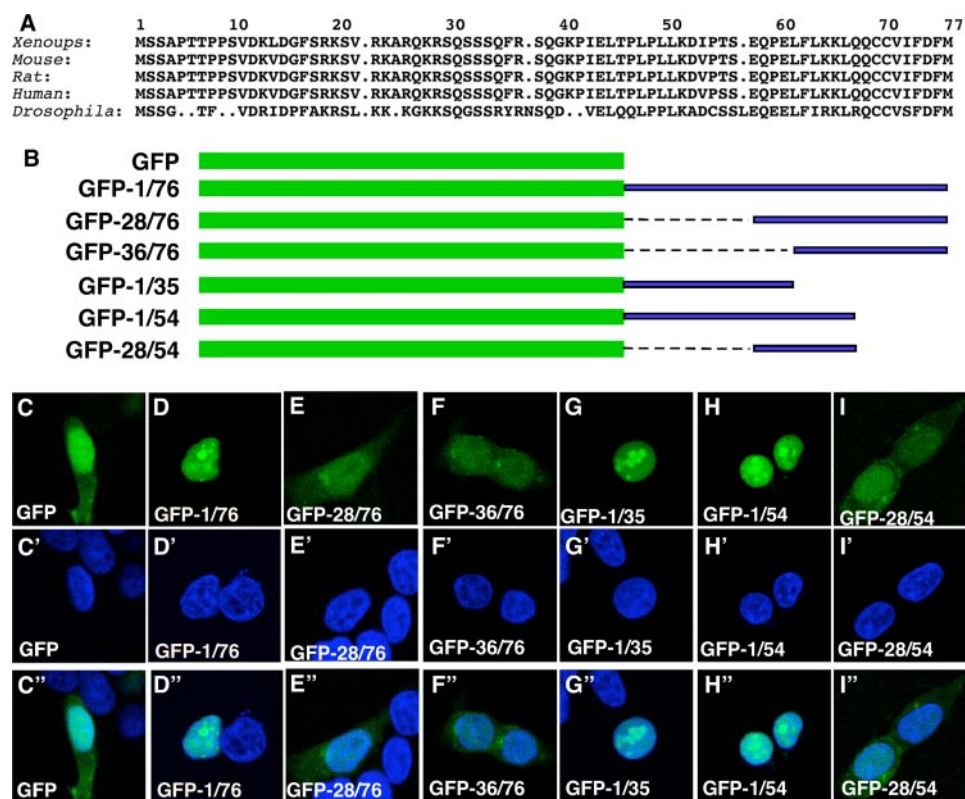 A
1 10 20 30 40 50 60 70 77
Xenoups: MSSAPTTPPSVDKLDGFSRKSV.RKARQKRSQSSSQFR.SQGKPIELTPLPLLKDIPTS.EQPELFLKKLQQCCVIFDFM
Mouse: MSSAPTTPPSVDKVDGFSRKSV.RKARQKRSQSSSQFR.SQGKPIELTPLPLLKDVPTS.EQPELFLKKLQQCCVIFDFM
Rat: MSSAPTTPPSVDKVDGFSRKSV.RKARQKRSQSSSQFR.SQGKPIELTPLPLLKDVPTS.EQPELFLKKLQQCCVIFDFM
Human: MSSAPTTPPSVDKVDGFSRKSV.RKARQKRSQSSSQFR.SQGKPIELTPLPLLKDVPSS.EQPELFLKKLQQCCVIFDFM
Drosophila: MSSG..TF..VDRIDPFAKRSL.KK.KGKKSQGSSRYRNSQD..VELQQLPPLKADCSSLEQEELFIRKLRQCCVSFDFM
B
GFP
GFP-1/76
GFP-28/76
GFP-36/76
GFP-1/35
GFP-1/54
GFP-28/54
C D E F G H I
GFP GFP-1/76 GFP-28/76 GFP-36/76 GFP-1/35 GFP-1/54 GFP-28/54
C' D' E' F' G' H' I'
GFP GFP-1/76 GFP-28/76 GFP-36/76 GFP-1/35 GFP-1/54 GFP-28/54
C" D" E" F" G" H" I"
GFP GFP-1/76 GFP-28/76 GFP-36/76 GFP-1/35 GFP-1/54 GFP-28/54